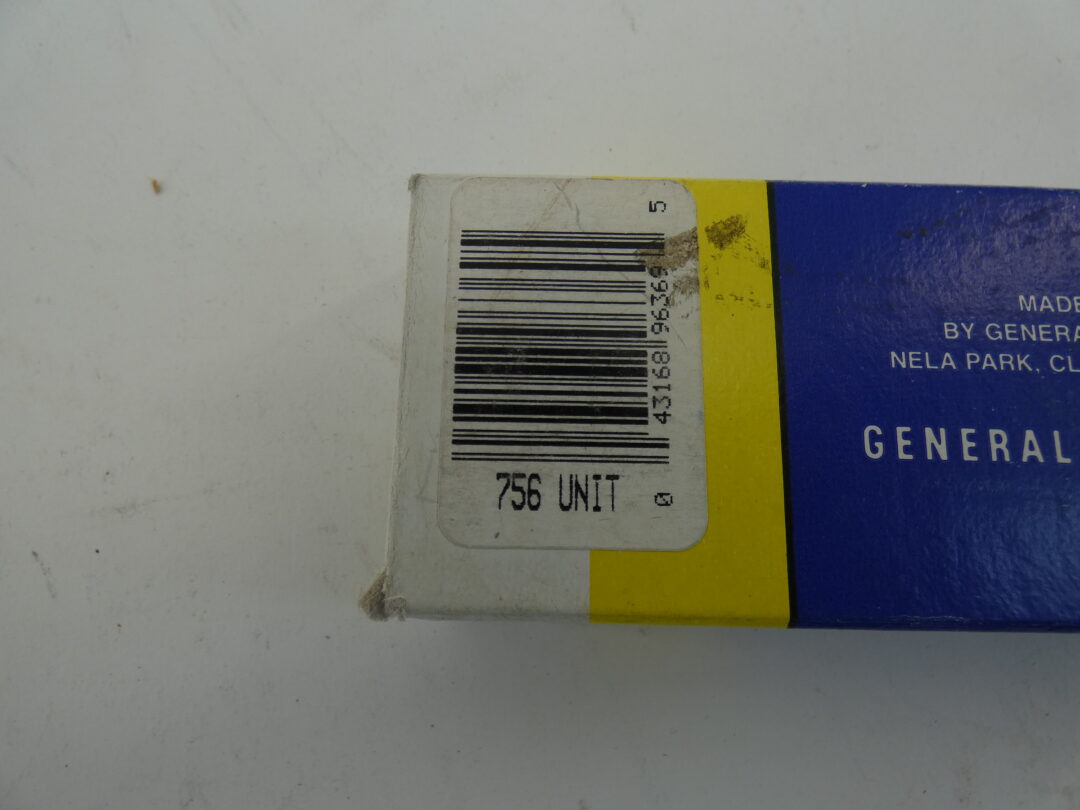 0 43168 96369 5
756 UNIT
MADE
BY GENERA
NELA PARK, CL
GENERAL